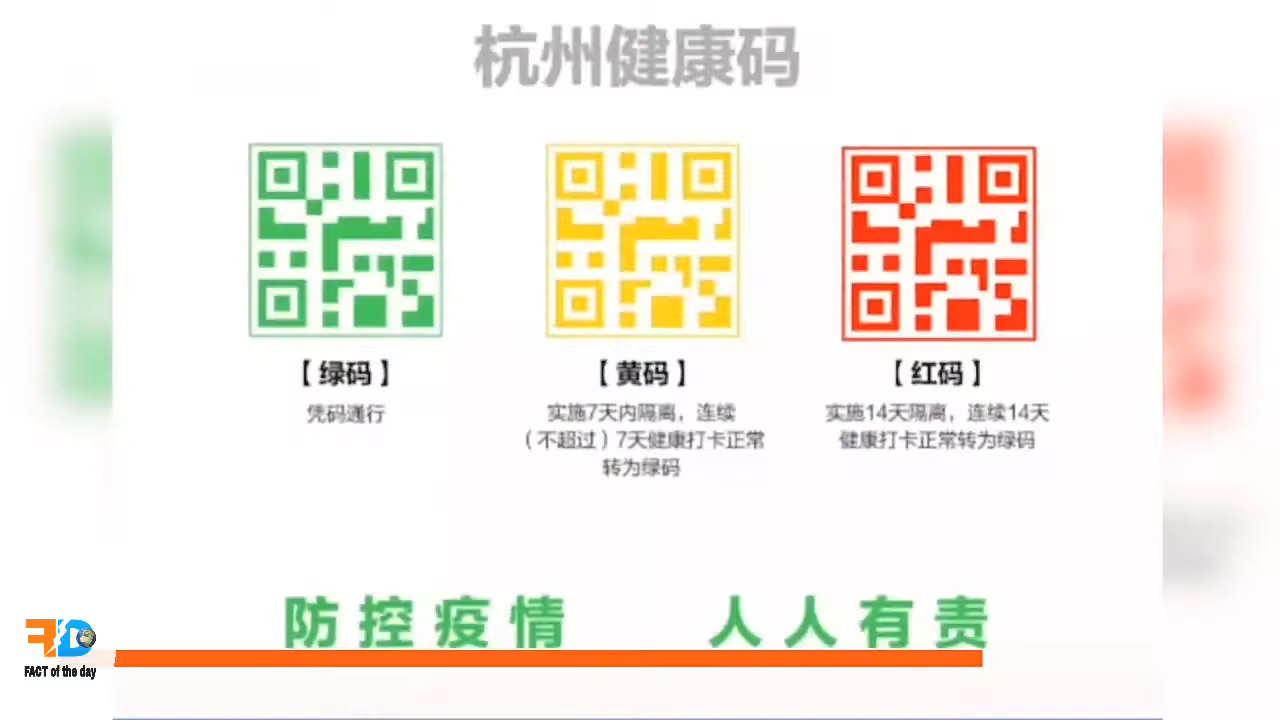 杭州健康码
【绿码】
凭码通行
【黄码】
实施7天内隔离，连续
（不超过）7天健康打卡正常
转为绿码
【红码】
实施14天隔离，连续14天
健康打卡正常转为绿码
防控疫情 人人有责
FD
FACT of the day